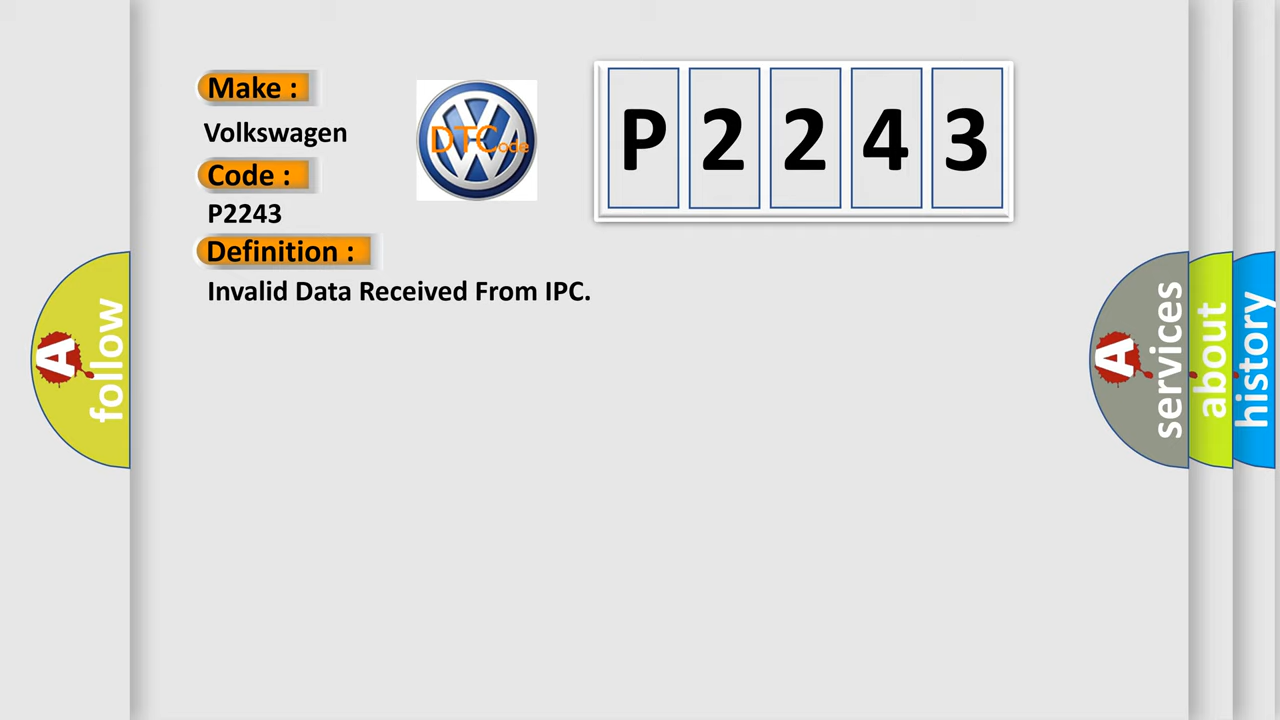 Make :
Volkswagen
Code :
P2243
Definition :
Invalid Data Received From IPC.
DTCode
P 2 2 4 3
A follow
A services
about
history